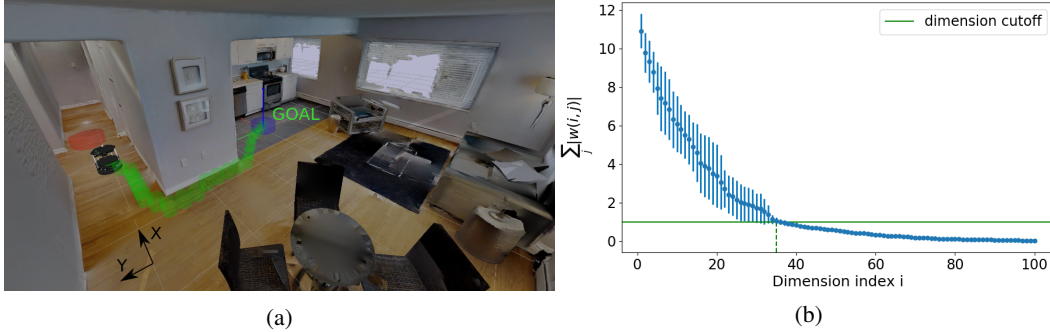 GOAL
X
Y
(a)
12
10
8
6
4
2
0
∑|w(i, j)|
j
dimension cutoff
0 20 40 60 80 100
Dimension index i
(b)